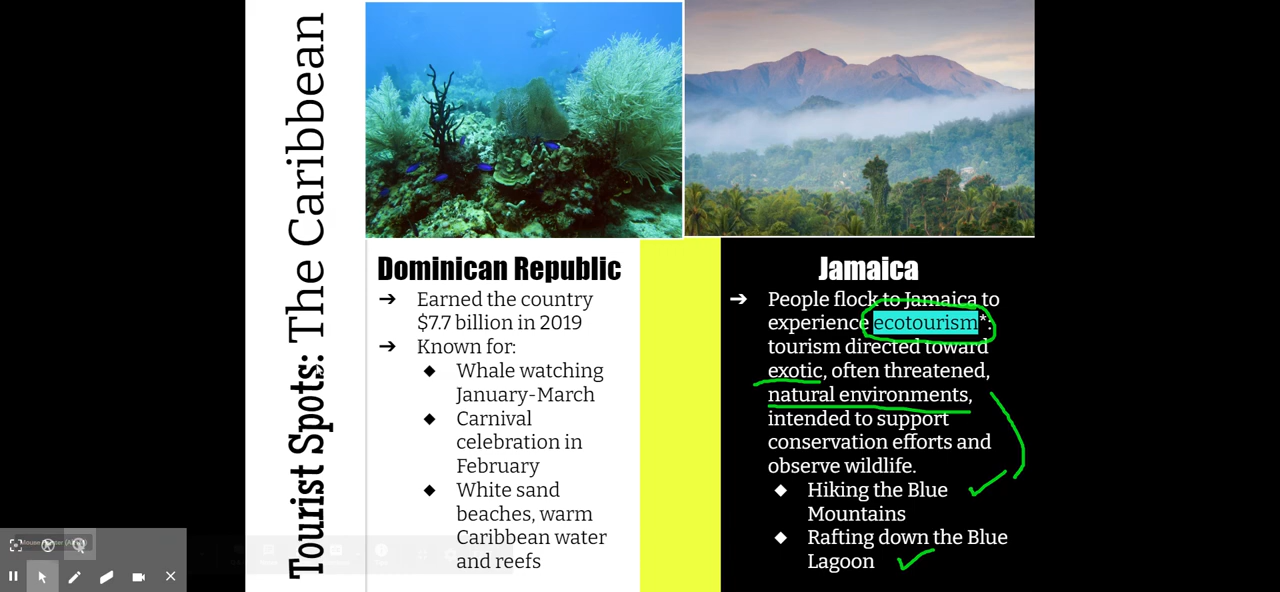 Tourist Spots: The Caribbean
Dominican Republic
➔ Earned the country
$7.7 billion in 2019
➔ Known for:
◆ Whale watching
January-March
◆ Carnival
celebration in
February
◆ White sand
beaches, warm
Caribbean water
and reefs
Jamaica
➔ People flock to Jamaica to
experience ecotourism*:
tourism directed toward
exotic, often threatened,
natural environments,
intended to support
conservation efforts and
observe wildlife.
◆ Hiking the Blue
Mountains
◆ Rafting down the Blue
Lagoon